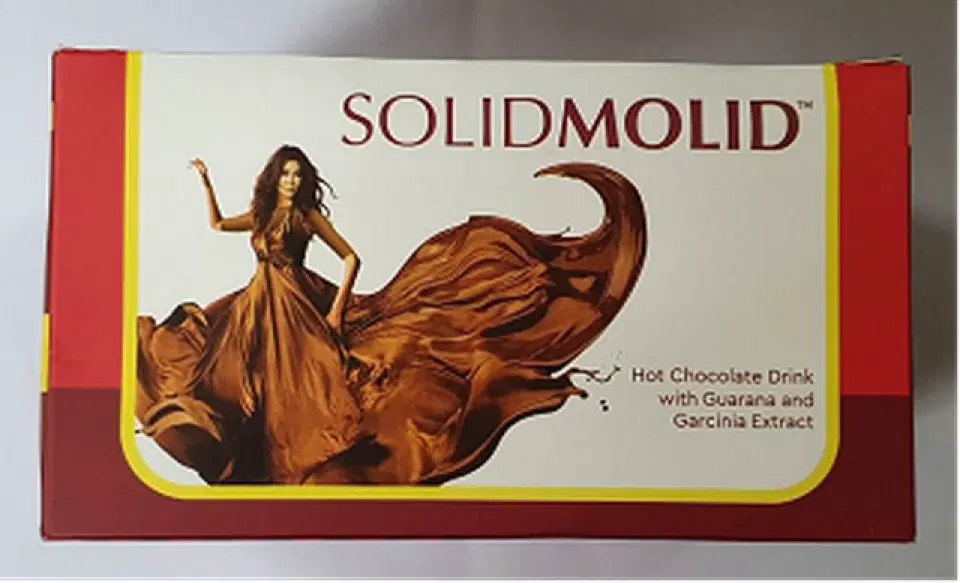 SOLIDMOLID™
Hot Chocolate Drink
with Guarana and
Garcinia Extract